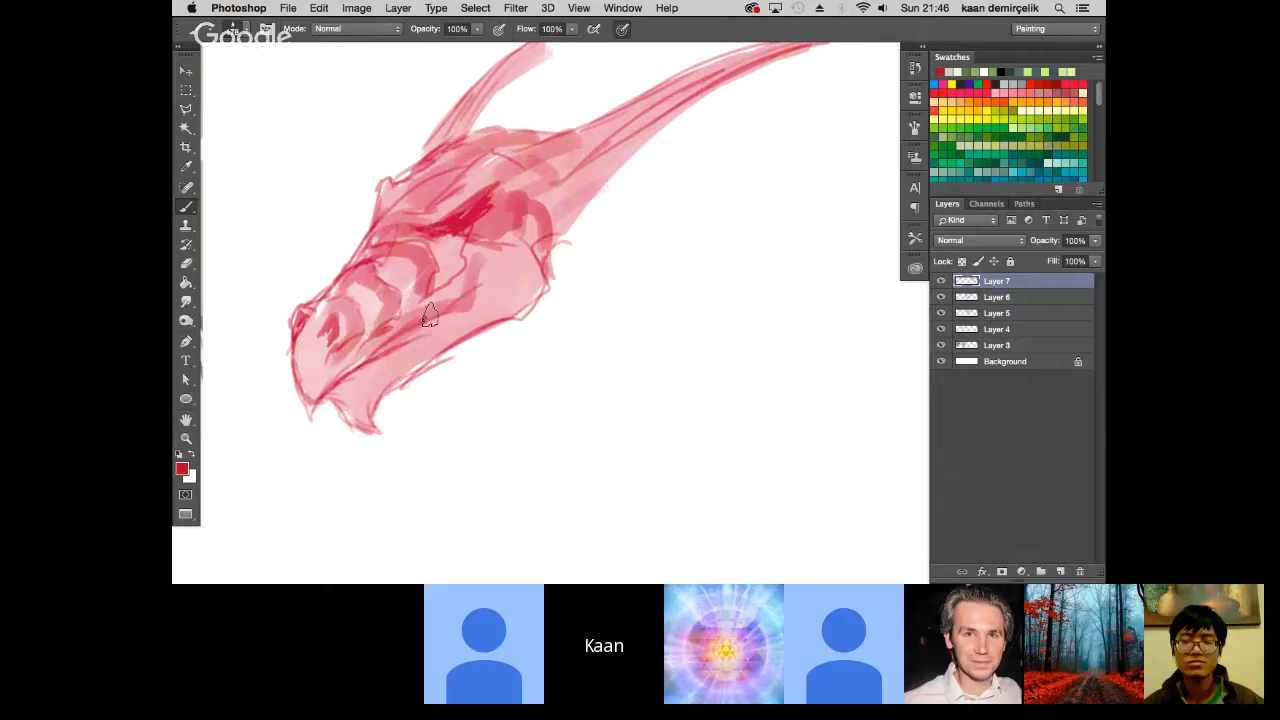 Photoshop File Edit Image Layer Type Select Filter 3D View Window Help Sun 21:46 kaan demirçelik
Google
Mode: Normal Opacity: 100% Flow: 100% Painting
Swatches
Layers Channels Paths
Kind
Normal Opacity: 100%
Lock: Fill: 100%
Layer 7
Layer 6
Layer 5
Layer 4
Layer 3
Background
Kaan